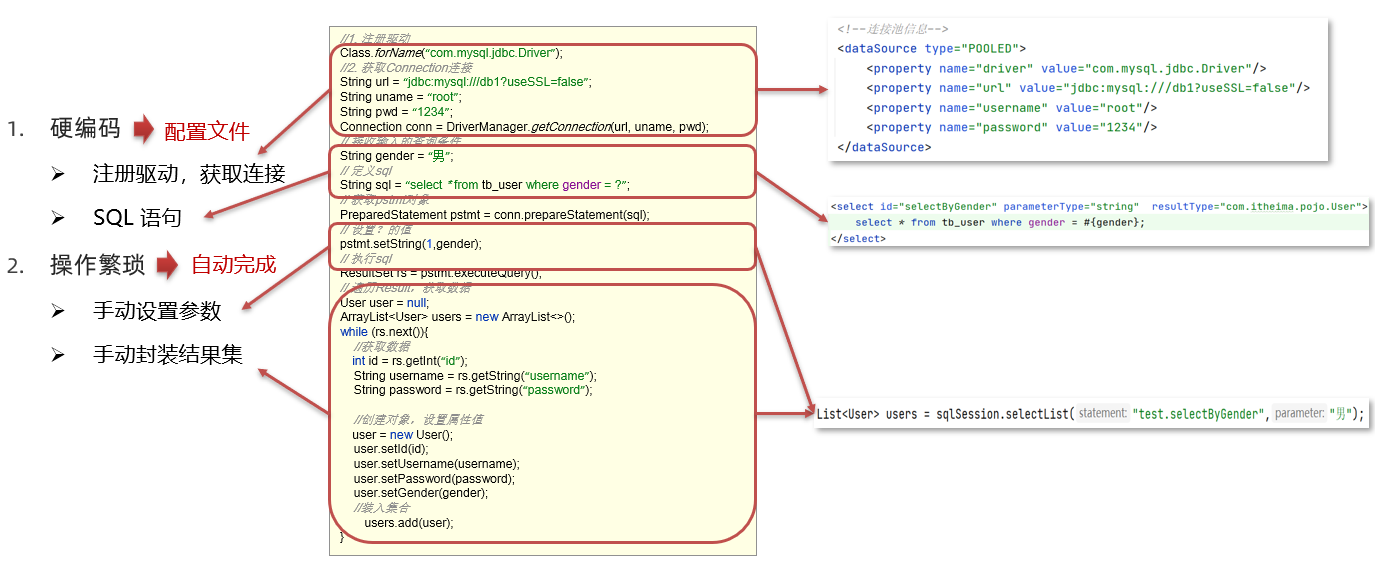 1. 硬编码 配置文件
➢ 注册驱动，获取连接
➢ SQL 语句
2. 操作繁琐 自动完成
➢ 手动设置参数
➢ 手动封装结果集
//1. 注册驱动
Class.forName(“com.mysql.jdbc.Driver”);
//2. 获取Connection连接
String url = “jdbc:mysql:///db1?useSSL=false”;
String uname = “root”;
String pwd = “1234”;
Connection conn = DriverManager.getConnection(url, uname, pwd);
// 接收输入的查询条件
String gender = “男”;
// 定义sql
String sql = “select *from tb_user where gender = ?”;
// 获取pstmt对象
PreparedStatement pstmt = conn.prepareStatement(sql);
// 设置？的值
pstmt.setString(1,gender);
// 执行sql
ResultSet rs = pstmt.executeQuery();
// 遍历Result，获取数据
User user = null;
ArrayList<User> users = new ArrayList<>();
while (rs.next()){
//获取数据
int id = rs.getInt(“id”);
String username = rs.getString(“username”);
String password = rs.getString(“password”);
//创建对象，设置属性值
user = new User();
user.setId(id);
user.setUsername(username);
user.setPassword(password);
user.setGender(gender);
//装入集合
users.add(user);
}
<!--连接池信息-->
<dataSource type="POOLED">
<property name="driver" value="com.mysql.jdbc.Driver"/>
<property name="url" value="jdbc:mysql:///db1?useSSL=false"/>
<property name="username" value="root"/>
<property name="password" value="1234"/>
</dataSource>
<select id="selectByGender" parameterType="string" resultType="com.itheima.pojo.User">
select * from tb_user where gender = #{gender};
</select>
List<User> users = sqlSession.selectList( statement: "test.selectByGender", parameter: "男");